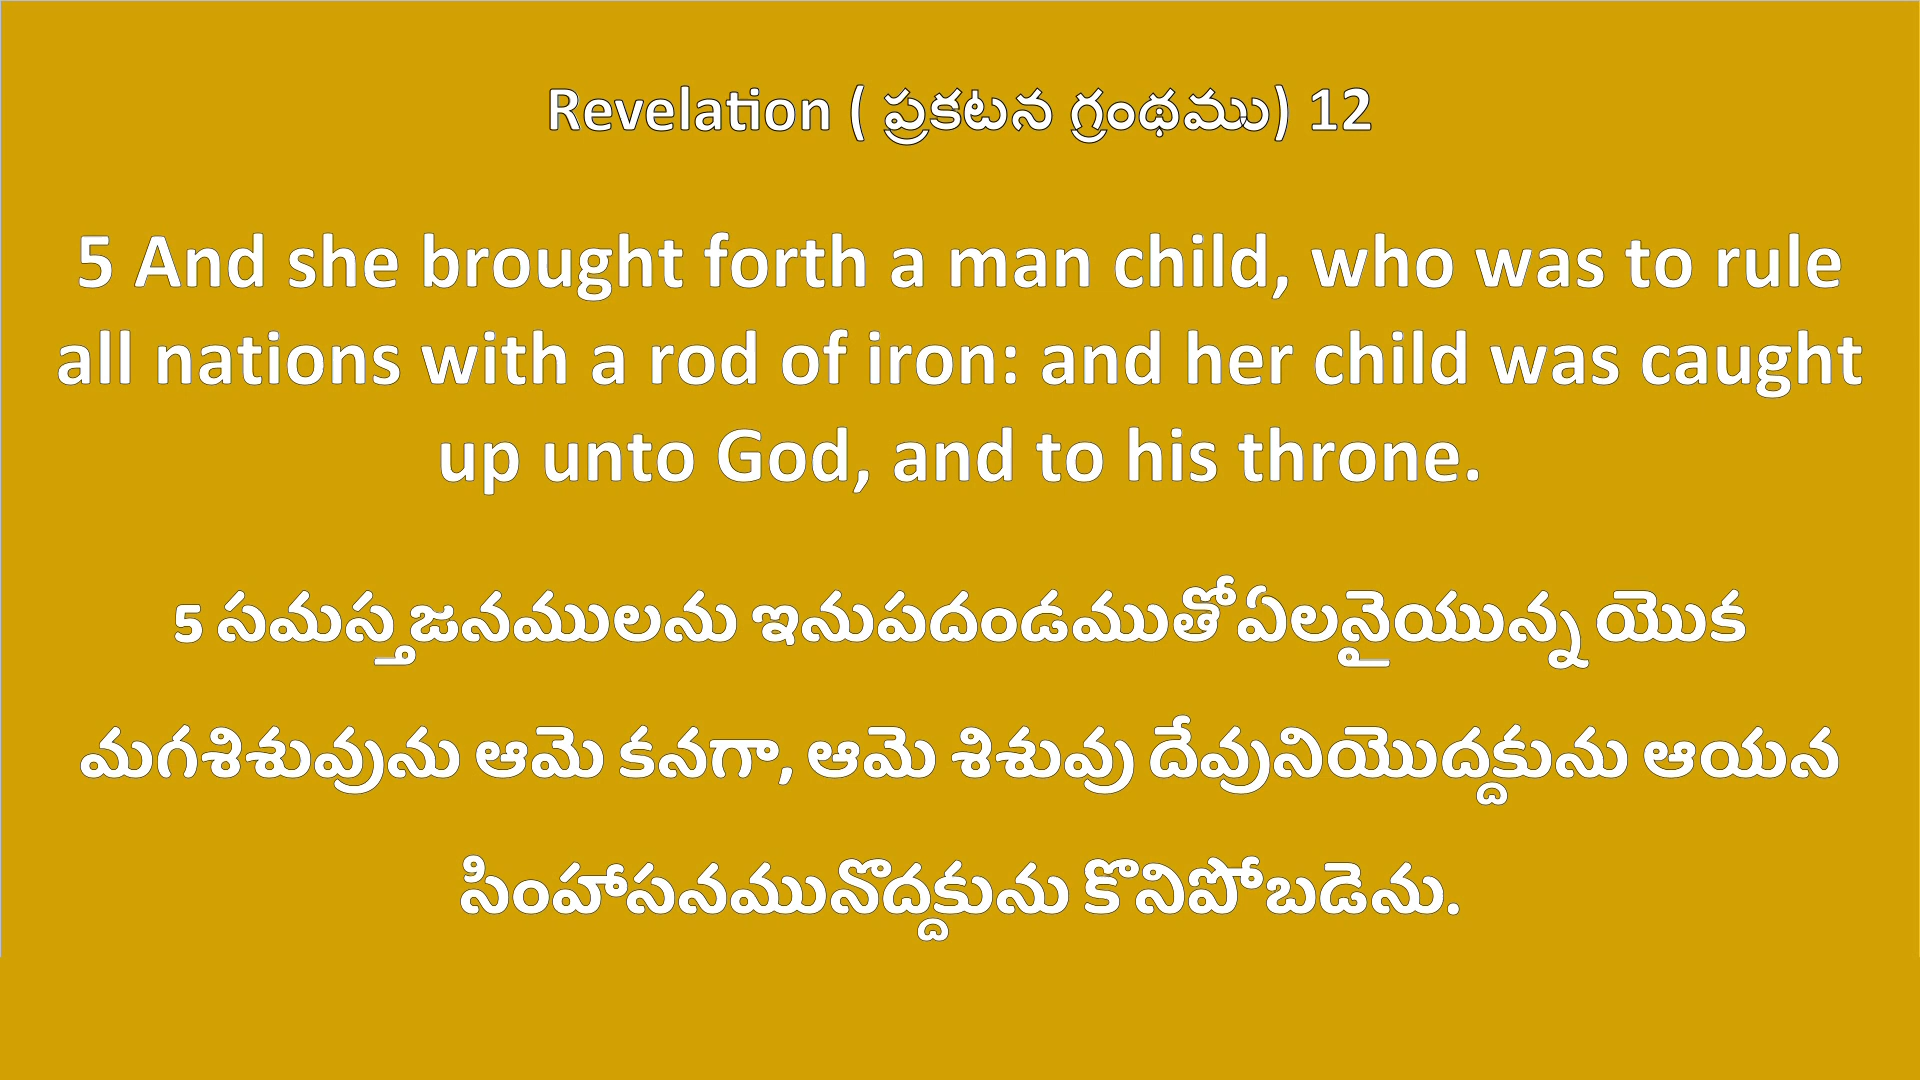 Revelation ( ప్రకటన గ్రంథము) 12
5 And she brought forth a man child, who was to rule
all nations with a rod of iron: and her child was caught
up unto God, and to his throne.
5 సమస్త జనములను ఇనుపదండముతో ఏలనైయున్న యొక
మగశిశువును ఆమె కనగా, ఆమె శిశువు దేవునియొద్దకును ఆయన
సింహాసనమునొద్దకును కొనిపోబడెను.